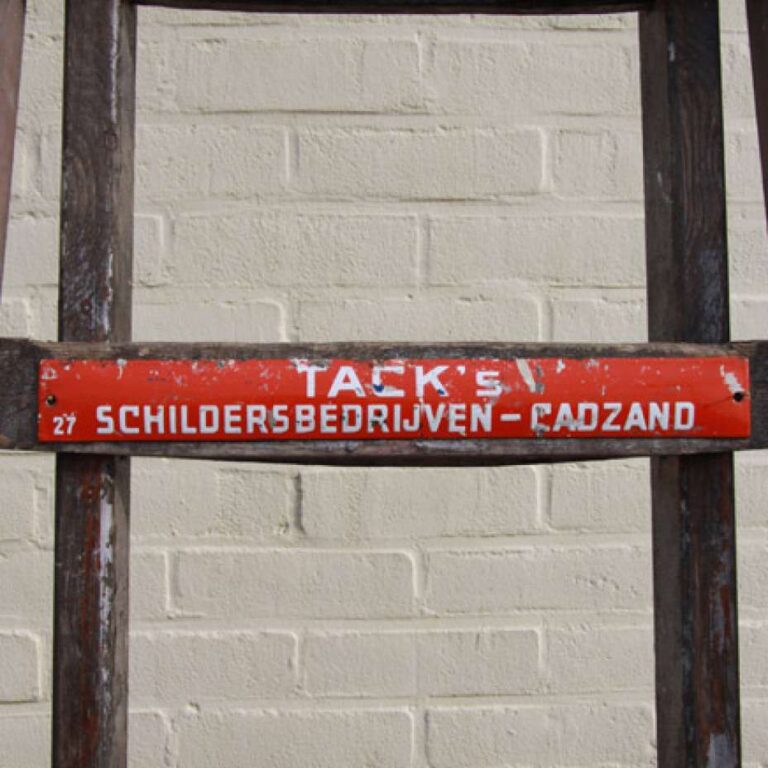 TACK's
27 SCHILDERSBEDRIJVEN – CADZAND